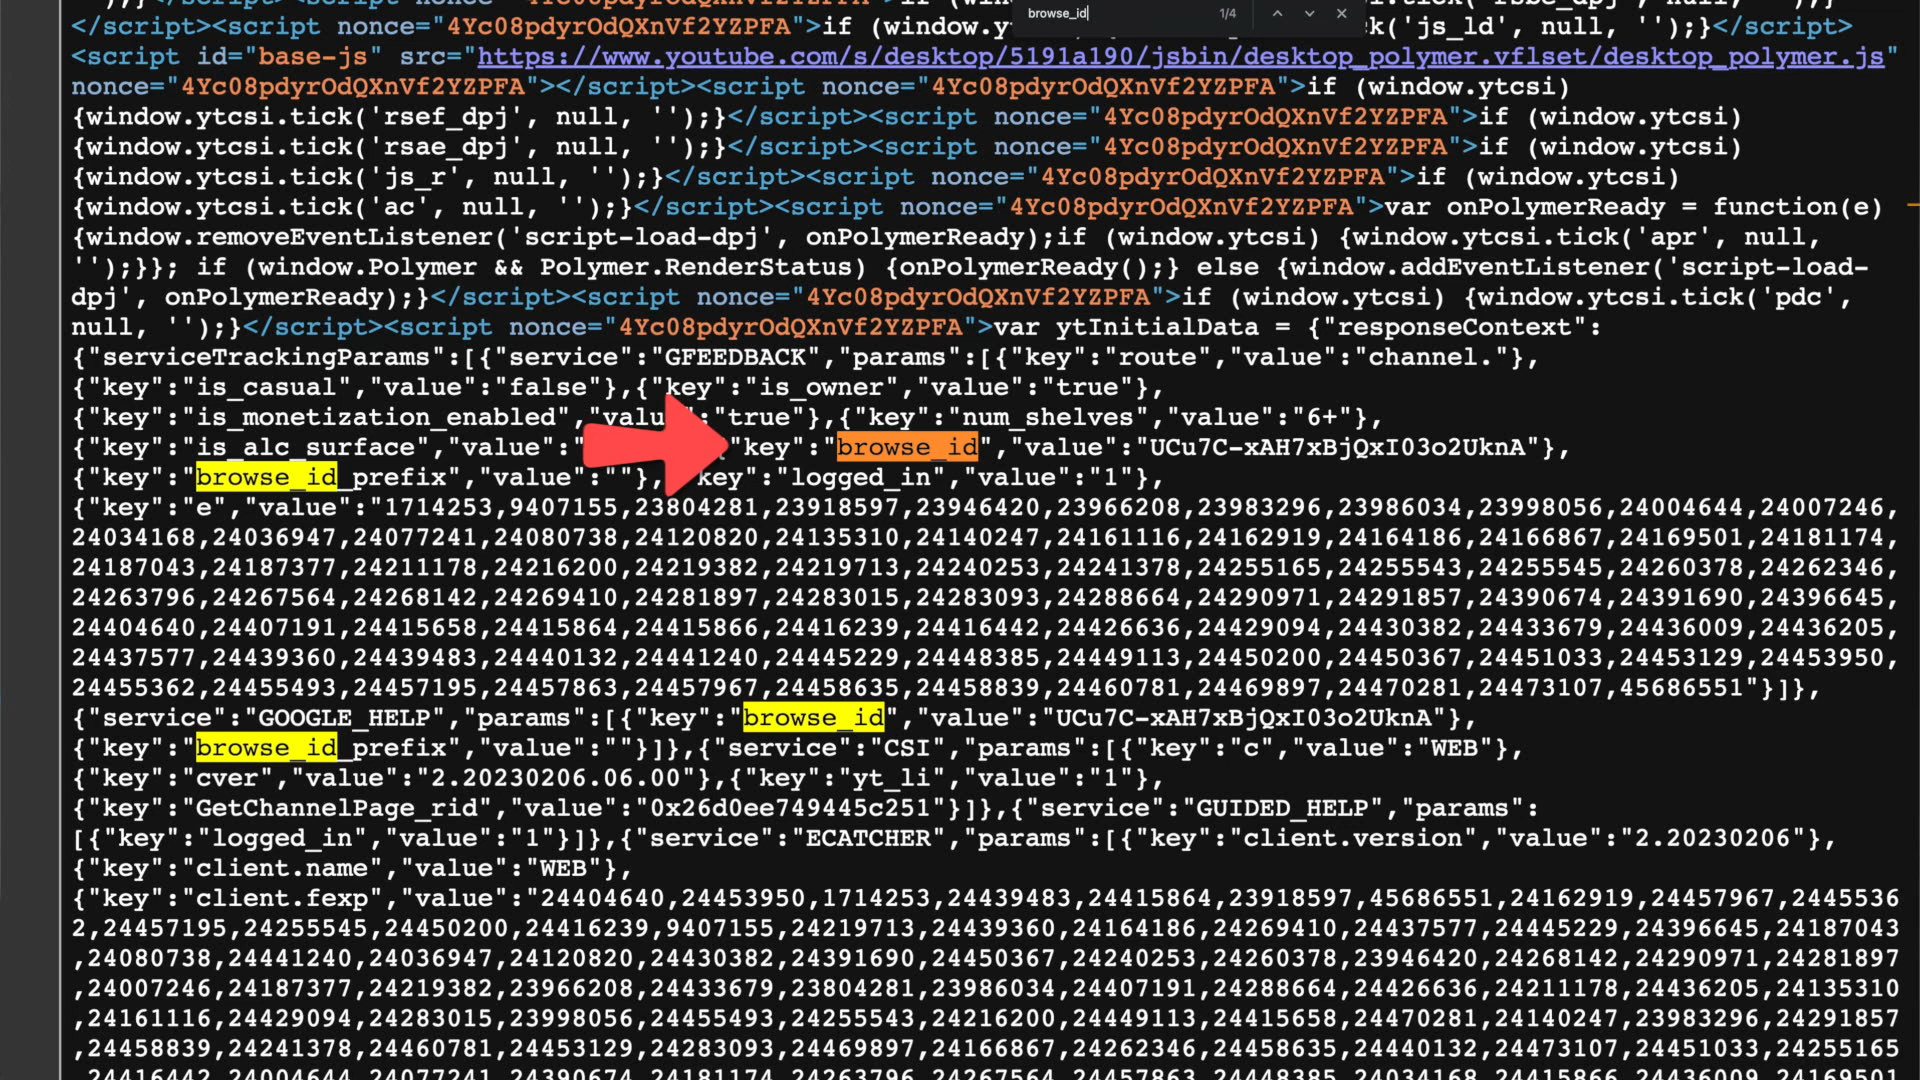 browse_id 1/4
</script><script nonce="4Yc08pdyrOdQXnVf2YZPFA">if (window.y k('js_ld', null, '');}</script>
<script id="base-js" src="https://www.youtube.com/s/desktop/5191a190/jsbin/desktop_polymer.vflset/desktop_polymer.js"
nonce="4Yc08pdyrOdQXnVf2YZPFA"></script><script nonce="4Yc08pdyrOdQXnVf2YZPFA">if (window.ytcsi)
{window.ytcsi.tick('rsef_dpj', null, '');}</script><script nonce="4Yc08pdyrOdQXnVf2YZPFA">if (window.ytcsi)
{window.ytcsi.tick('rsae_dpj', null, '');}</script><script nonce="4Yc08pdyrOdQXnVf2YZPFA">if (window.ytcsi)
{window.ytcsi.tick('js_r', null, '');}</script><script nonce="4Yc08pdyrOdQXnVf2YZPFA">if (window.ytcsi)
{window.ytcsi.tick('ac', null, '');}</script><script nonce="4Yc08pdyrOdQXnVf2YZPFA">var onPolymerReady = function(e)
{window.removeEventListener('script-load-dpj', onPolymerReady);if (window.ytcsi) {window.ytcsi.tick('apr', null,
'');}}; if (window.Polymer && Polymer.RenderStatus) {onPolymerReady();} else {window.addEventListener('script-load-
dpj', onPolymerReady);}</script><script nonce="4Yc08pdyrOdQXnVf2YZPFA">if (window.ytcsi) {window.ytcsi.tick('pdc',
null, '');}</script><script nonce="4Yc08pdyrOdQXnVf2YZPFA">var ytInitialData = {"responseContext":
{"serviceTrackingParams":[{"service":"GFEEDBACK","params":[{"key":"route","value":"channel."},
{"key":"is_casual","value":"false"},{"key":"is_owner","value":"true"},
{"key":"is_monetization_enabled","valu ":"true"},{"key":"num_shelves","value":"6+"},
{"key":"is_alc_surface","value":" "key":"browse_id","value":"UCu7C-xAH7xBjQxI03o2UknA"},
{"key":"browse_id_prefix","value":""}, key":"logged_in","value":"1"},
{"key":"e","value":"1714253,9407155,23804281,23918597,23946420,23966208,23983296,23986034,23998056,24004644,24007246,
24034168,24036947,24077241,24080738,24120820,24135310,24140247,24161116,24162919,24164186,24166867,24169501,24181174,
24187043,24187377,24211178,24216200,24219382,24219713,24240253,24241378,24255165,24255543,24255545,24260378,24262346,
24263796,24267564,24268142,24269410,24281897,24283015,24283093,24288664,24290971,24291857,24390674,24391690,24396645,
24404640,24407191,24415658,24415864,24415866,24416239,24416442,24426636,24429094,24430382,24433679,24436009,24436205,
24437577,24439360,24439483,24440132,24441240,24445229,24448385,24449113,24450200,24450367,24451033,24453129,24453950,
24455362,24455493,24457195,24457863,24457967,24458635,24458839,24460781,24469897,24470281,24473107,45686551"}]},
{"service":"GOOGLE_HELP","params":[{"key":"browse_id","value":"UCu7C-xAH7xBjQxI03o2UknA"},
{"key":"browse_id_prefix","value":""}]},{"service":"CSI","params":[{"key":"c","value":"WEB"},
{"key":"cver","value":"2.20230206.06.00"},{"key":"yt_li","value":"1"},
{"key":"GetChannelPage_rid","value":"0x26d0ee749445c251"}]},{"service":"GUIDED_HELP","params":
[{"key":"logged_in","value":"1"}]},{"service":"ECATCHER","params":[{"key":"client.version","value":"2.20230206"},
{"key":"client.name","value":"WEB"},
{"key":"client.fexp","value":"24404640,24453950,1714253,24439483,24415864,23918597,45686551,24162919,24457967,2445536
2,24457195,24255545,24450200,24416239,9407155,24219713,24439360,24164186,24269410,24437577,24445229,24396645,24187043
,24080738,24441240,24036947,24120820,24430382,24391690,24450367,24240253,24260378,23946420,24268142,24290971,24281897
,24007246,24187377,24219382,23966208,24433679,23804281,23986034,24407191,24288664,24426636,24211178,24436205,24135310
,24161116,24429094,24283015,23998056,24455493,24255543,24216200,24449113,24415658,24470281,24140247,23983296,24291857
,24458839,24241378,24460781,24453129,24283093,24469897,24166867,24262346,24458635,24440132,24473107,24451033,24255165
,24416442,24004644,24077241,24390674,24181174,24263796,24267564,24457863,24448385,24034168,24415866,24436009,24169501